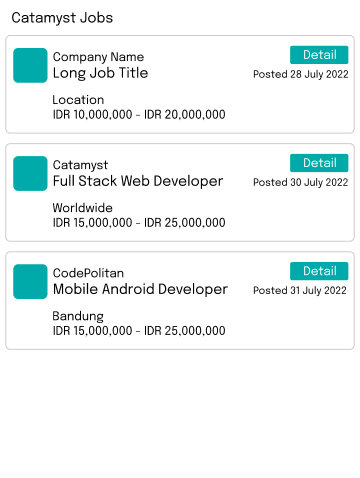 Catamyst Jobs
Company Name
Detail
Long Job Title
Posted 28 July 2022
Location
IDR 10,000,000 - IDR 20,000,000
Catamyst
Detail
Full Stack Web Developer
Posted 30 July 2022
Worldwide
IDR 15,000,000 - IDR 25,000,000
CodePolitan
Detail
Mobile Android Developer
Posted 31 July 2022
Bandung
IDR 15,000,000 - IDR 25,000,000